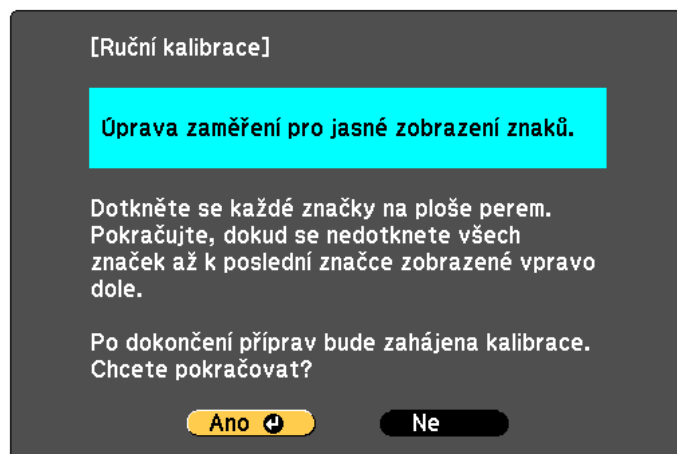 [Ruční kalibrace]
Úprava zaměření pro jasné zobrazení znaků.
Dotkněte se každé značky na ploše perem.
Pokračujte, dokud se nedotknete všech
značek až k poslední značce zobrazené vpravo
dole.
Po dokončení příprav bude zahájena kalibrace.
Chcete pokračovat?
Ano
Ne